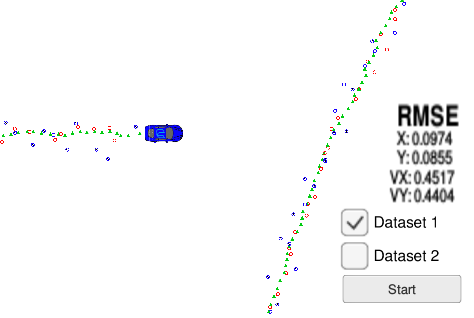 RMSE
X: 0.0974
Y: 0.0855
VX: 0.4517
VY: 0.4404
Dataset 1
Dataset 2
Start